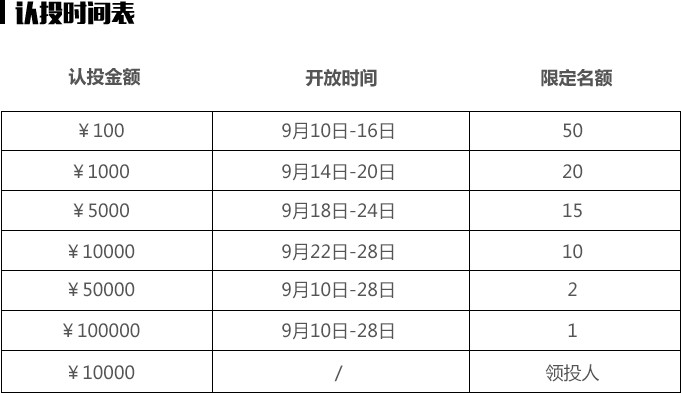 认投时间表
认投金额 开放时间 限定名额
￥100 9月10日-16日 50
￥1000 9月14日-20日 20
￥5000 9月18日-24日 15
￥10000 9月22日-28日 10
￥50000 9月10日-28日 2
￥100000 9月10日-28日 1
￥10000 / 领投人